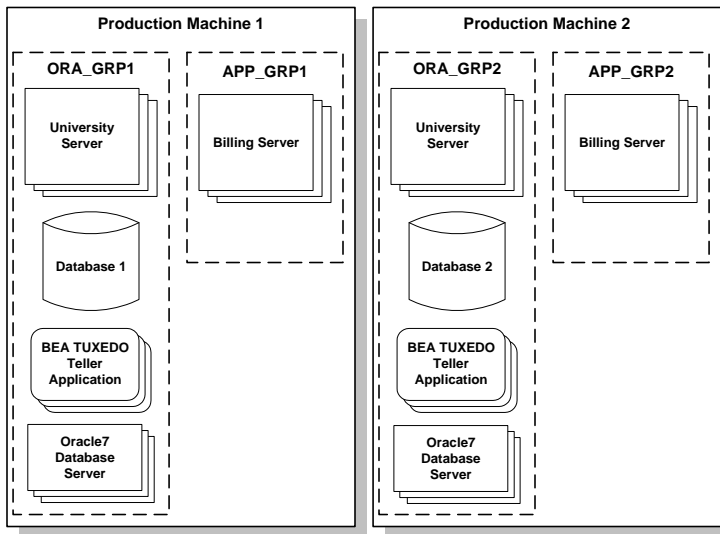 Production Machine 1
ORA_GRP1
University
Server
Database 1
BEA TUXEDO
Teller
Application
Oracle7
Database
Server
APP_GRP1
Billing Server
Production Machine 2
ORA_GRP2
University
Server
Database 2
BEA TUXEDO
Teller
Application
Oracle7
Database
Server
APP_GRP2
Billing Server